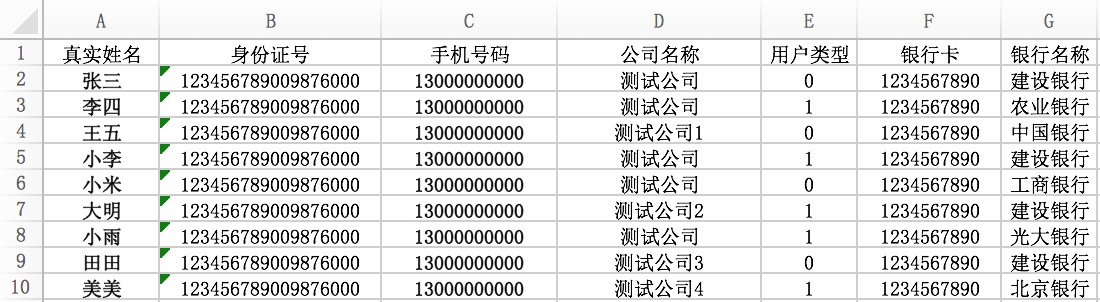 A B C D E F G
1 真实姓名 身份证号 手机号码 公司名称 用户类型 银行卡 银行名称
2 张三 123456789009876000 13000000000 测试公司 0 1234567890 建设银行
3 李四 123456789009876000 13000000000 测试公司 1 1234567890 农业银行
4 王五 123456789009876000 13000000000 测试公司1 0 1234567890 中国银行
5 小李 123456789009876000 13000000000 测试公司 1 1234567890 建设银行
6 小米 123456789009876000 13000000000 测试公司 0 1234567890 工商银行
7 大明 123456789009876000 13000000000 测试公司2 1 1234567890 建设银行
8 小雨 123456789009876000 13000000000 测试公司 1 1234567890 光大银行
9 田田 123456789009876000 13000000000 测试公司3 0 1234567890 建设银行
10 美美 123456789009876000 13000000000 测试公司4 1 1234567890 北京银行